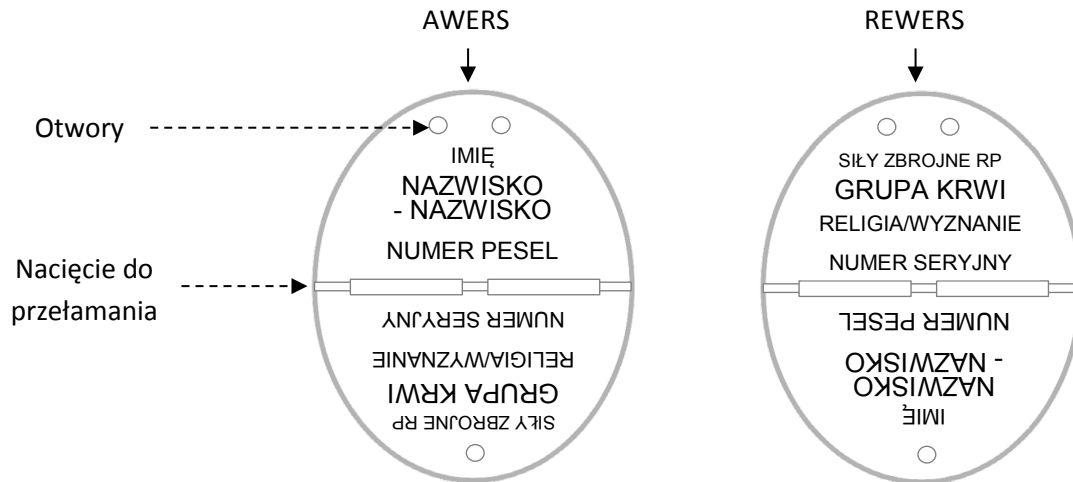 AWERS
REWERS
Otwory
IMIĘ
NAZWISKO
- NAZWISKO
NUMER PESEL
Nacięcie do
przełamania
NUMER SERYJNY
RELIGIA/WYZNANIE
GRUPA KRWI
SIŁY ZBROJNE RP
SIŁY ZBROJNE RP
GRUPA KRWI
RELIGIA/WYZNANIE
NUMER SERYJNY
NUMER PESEL
NAZWISKO
- NAZWISKO
IMIĘ